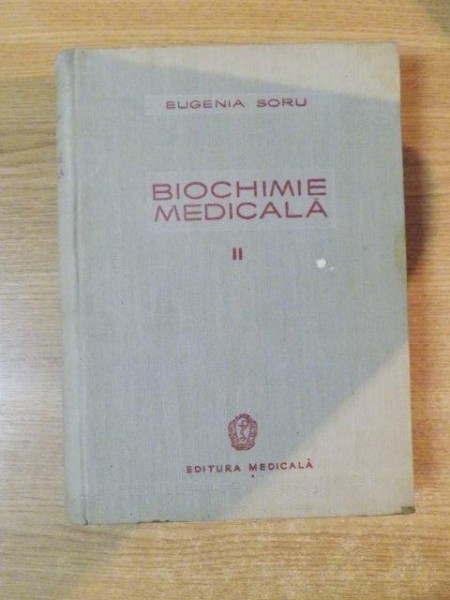 EUGENIA SORU
BIOCHIMIE
MEDICALĂ
II
EDITURA MEDICALĂ